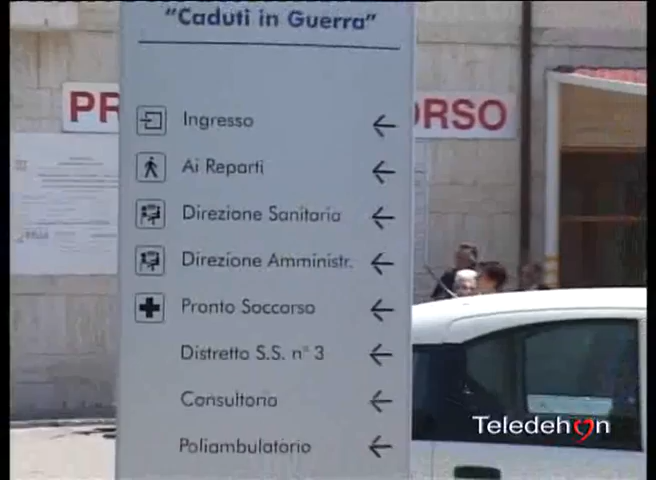 "Caduti in Guerra"
Ingresso
Ai Reparti
Direzione Sanitaria
Direzione Amministr.
Pronto Soccorso
Distretto S.S. n° 3
Consultorio
Poliambulatorio
PR
ORSO
Teledehon